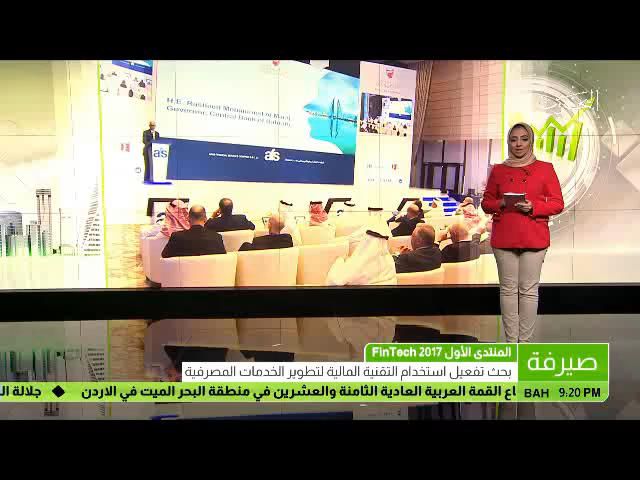 H.E. Rasheed Mohammed Al Maraj
Governor, Central Bank of Bahrain
afs
afs
المنتدى الأول FinTech 2017
صيرفة
بحث تفعيل استخدام التقنية المالية لتطوير الخدمات المصرفية
BAH 9:20 PM
اع القمة العربية العادية الثامنة والعشرين في منطقة البحر الميت في الاردن ◆ جلالة ال